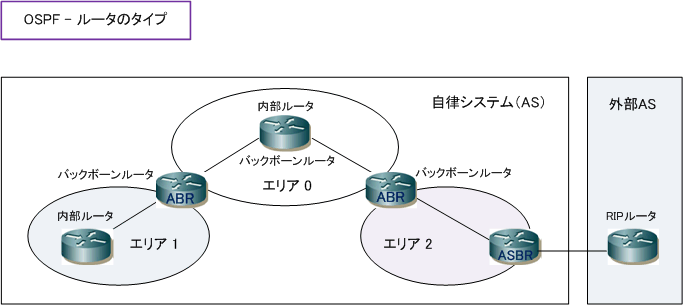 OSPF - ルータのタイプ
自律システム(AS)
外部AS
内部ルータ
バックボーンルータ
エリア 0
バックボーンルータ
ABR
バックボーンルータ
ABR
内部ルータ
エリア 1
エリア 2
ASBR
RIPルータ